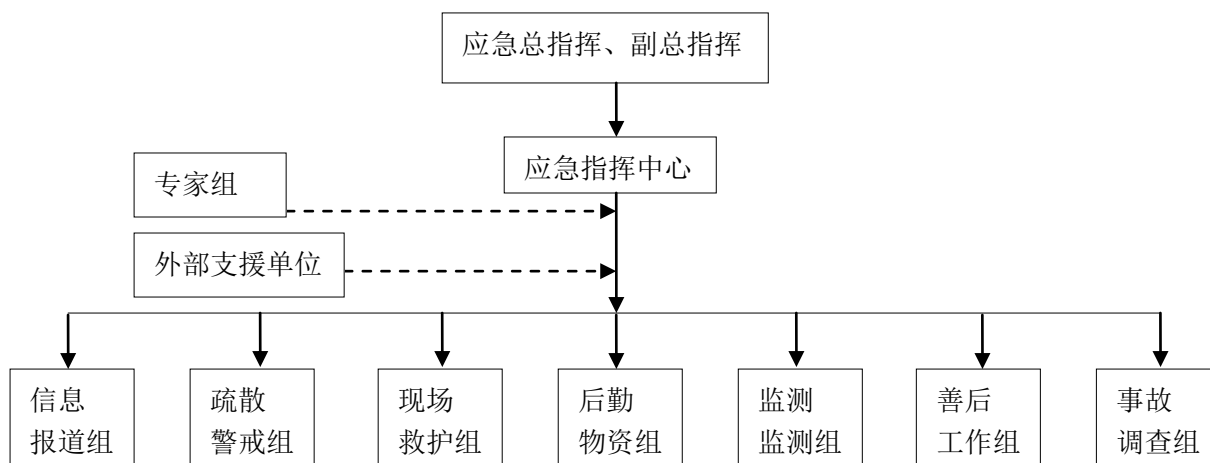 应急总指挥、副总指挥
应急指挥中心
专家组
外部支援单位
信息
报道组
疏散
警戒组
现场
救护组
后勤
物资组
监测
监测组
善后
工作组
事故
调查组